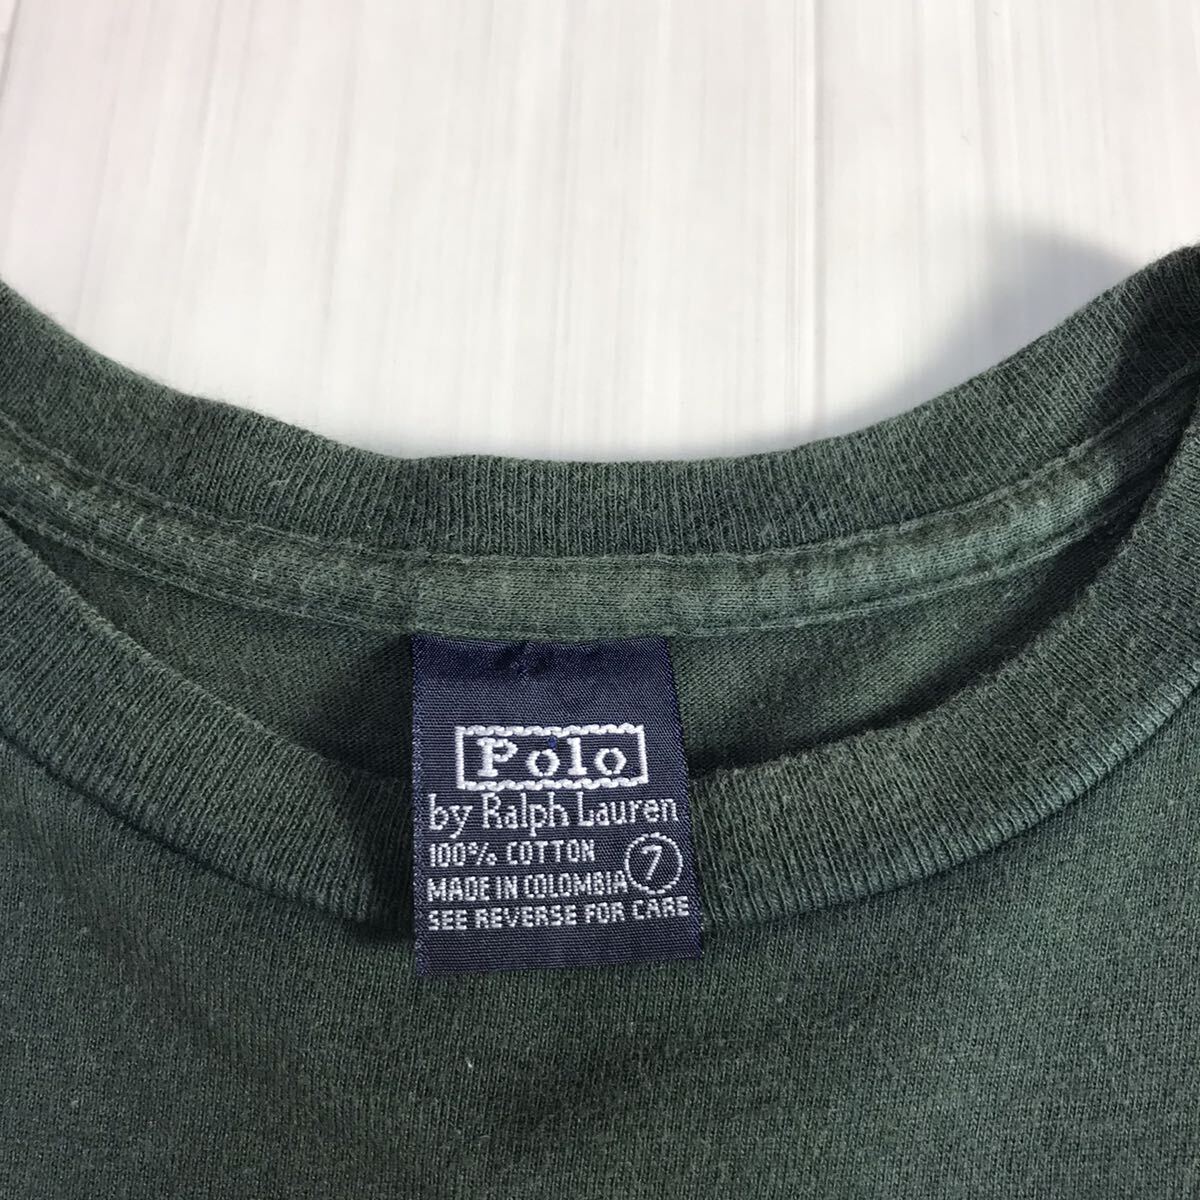 Polo
by Ralph Lauren
100% COTTON
7
MADE IN COLOMBIA
SEE REVERSE FOR CARE